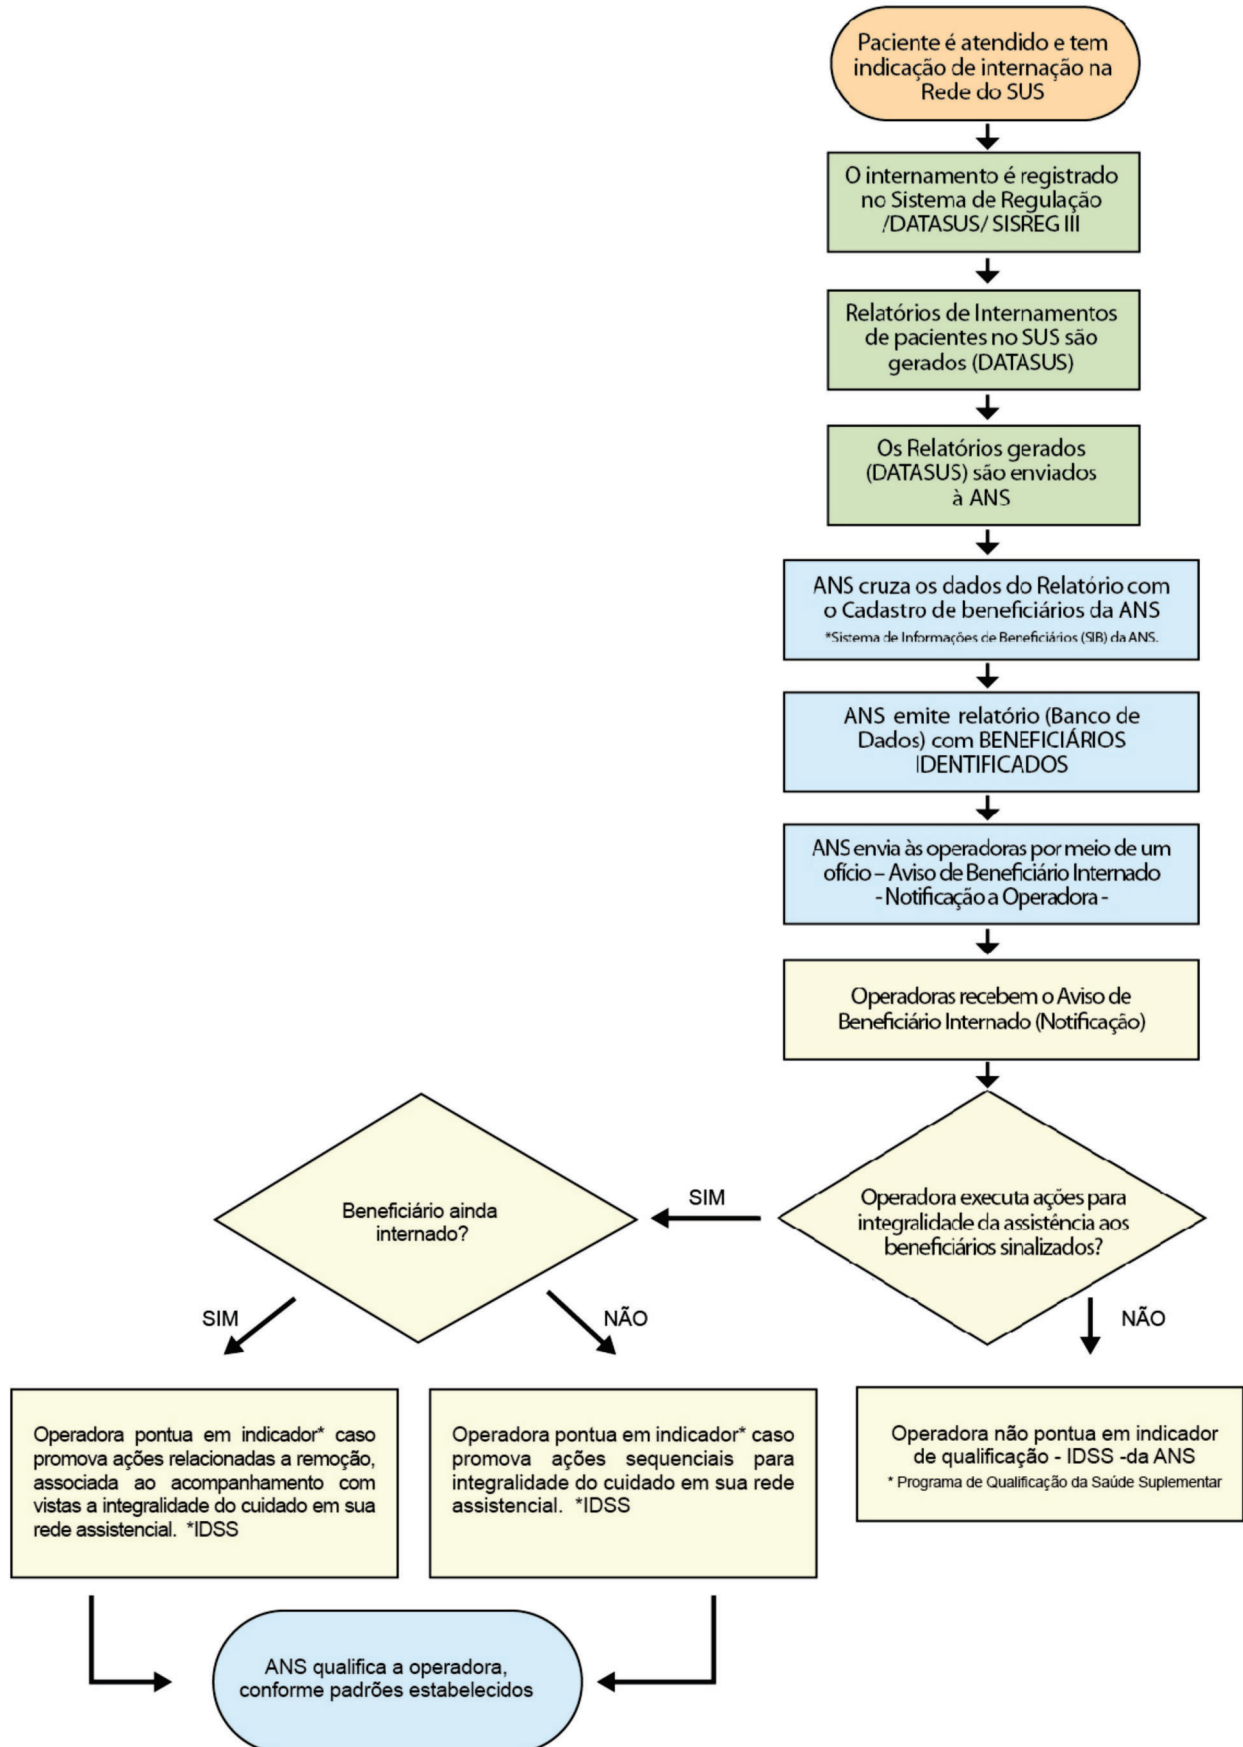 Paciente é atendido e tem
indicação de internação na
Rede do SUS
O internamento é registrado
no Sistema de Regulação
/DATASUS/ SISREG III
Relatórios de Internamentos
de pacientes no SUS são
gerados (DATASUS)
Os Relatórios gerados
(DATASUS) são enviados
à ANS
ANS cruza os dados do Relatório com
o Cadastro de beneficiários da ANS
*Sistema de Informações de Beneficiários (SIB) da ANS.
ANS emite relatório (Banco de
Dados) com BENEFICIÁRIOS
IDENTIFICADOS
ANS envia às operadoras por meio de um
ofício – Aviso de Beneficiário Internado
- Notificação a Operadora -
Operadoras recebem o Aviso de
Beneficiário Internado (Notificação)
Operadora executa ações para
integralidade da assistência aos
beneficiários sinalizados?
SIM
Beneficiário ainda
internado?
SIM
NÃO
NÃO
Operadora pontua em indicador* caso
promova ações relacionadas a remoção,
associada ao acompanhamento com
vistas a integralidade do cuidado em sua
rede assistencial. *IDSS
Operadora pontua em indicador* caso
promova ações sequenciais para
integralidade do cuidado em sua rede
assistencial. *IDSS
Operadora não pontua em indicador
de qualificação - IDSS -da ANS
* Programa de Qualificação da Saúde Suplementar
ANS qualifica a operadora,
conforme padrões estabelecidos